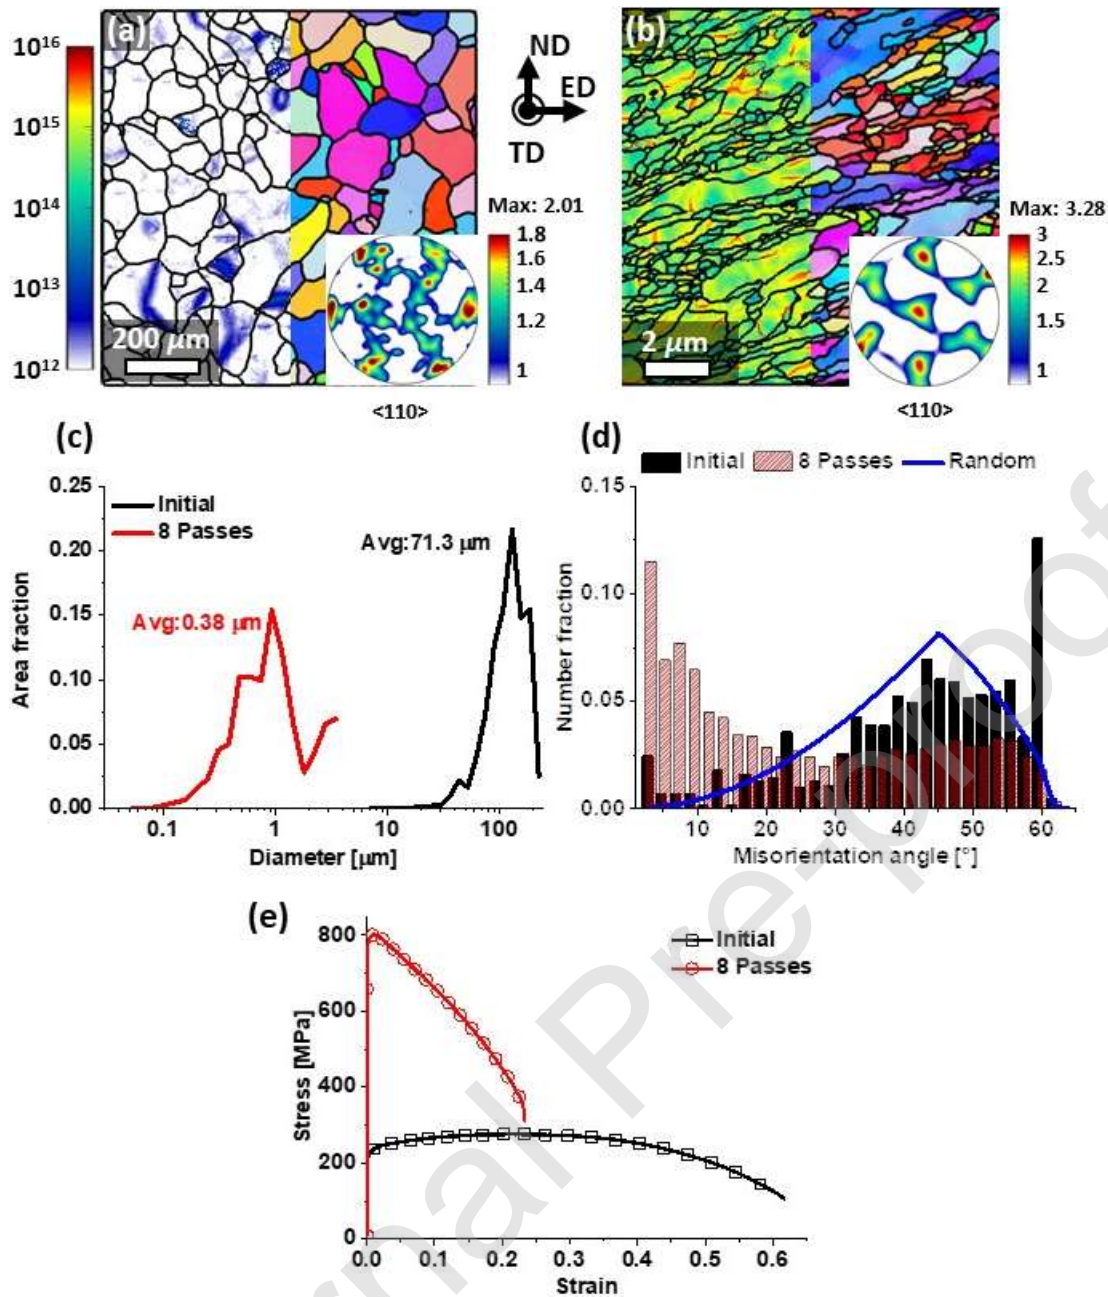 (a)
10¹⁶
10¹⁵
10¹⁴
10¹³
10¹²
200 μm
ND
ED
TD
Max: 2.01
1.8
1.6
1.4
1.2
1
<110>
(b)
2 μm
Max: 3.28
3
2.5
2
1.5
1
<110>
(c)
Initial
8 Passes
Avg:71.3 μm
Avg:0.38 μm
Area fraction
0.25
0.20
0.15
0.10
0.05
0.00
0.1
1
10
100
Diameter [μm]
(d)
Initial
8 Passes
Random
Number fraction
0.15
0.10
0.05
0.00
10
20
30
40
50
60
Misorientation angle [°]
(e)
Initial
8 Passes
Stress [MPa]
800
600
400
200
0
0.0
0.1
0.2
0.3
0.4
0.5
0.6
Strain
rnal Pre-proof